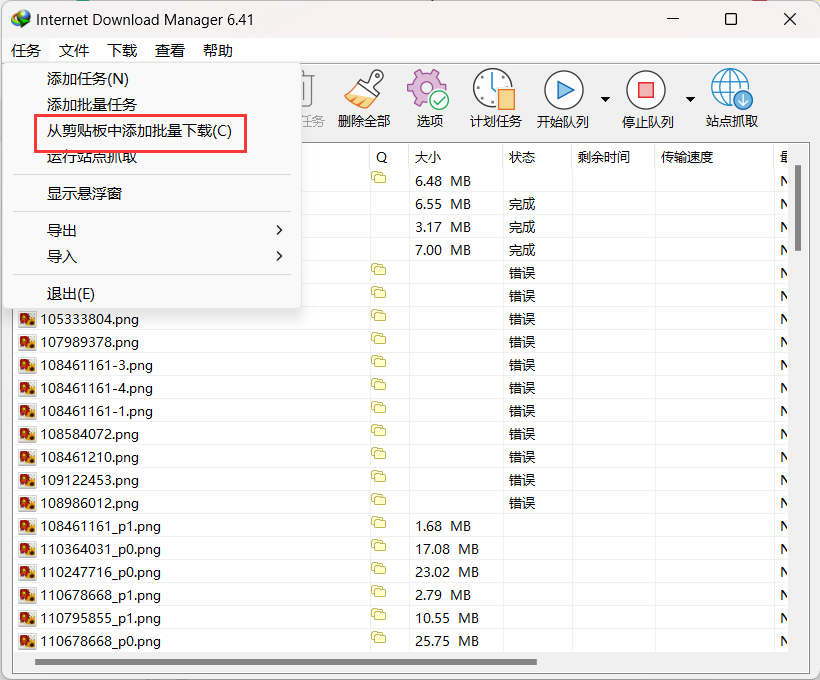 Internet Download Manager 6.41
任务 文件 下载 查看 帮助
添加任务(N)
添加批量任务
从剪贴板中添加批量下载(C)
运行站点抓取
显示悬浮窗
导出
导入
退出(E)
任务 删除全部 选项 计划任务 开始队列 停止队列 站点抓取
Q 大小 状态 剩余时间 传输速度
6.48 MB N
6.55 MB 完成 N
3.17 MB 完成 N
7.00 MB 完成 N
错误 N
错误 N
105333804.png 错误 N
107989378.png 错误 N
108461161-3.png 错误 N
108461161-4.png 错误 N
108461161-1.png 错误 N
108584072.png 错误 N
108461210.png 错误 N
109122453.png 错误 N
108986012.png 错误 N
108461161_p1.png 1.68 MB N
110364031_p0.png 17.08 MB N
110247716_p0.png 23.02 MB N
110678668_p1.png 2.79 MB N
110795855_p1.png 10.55 MB N
110678668_p0.png 25.75 MB N